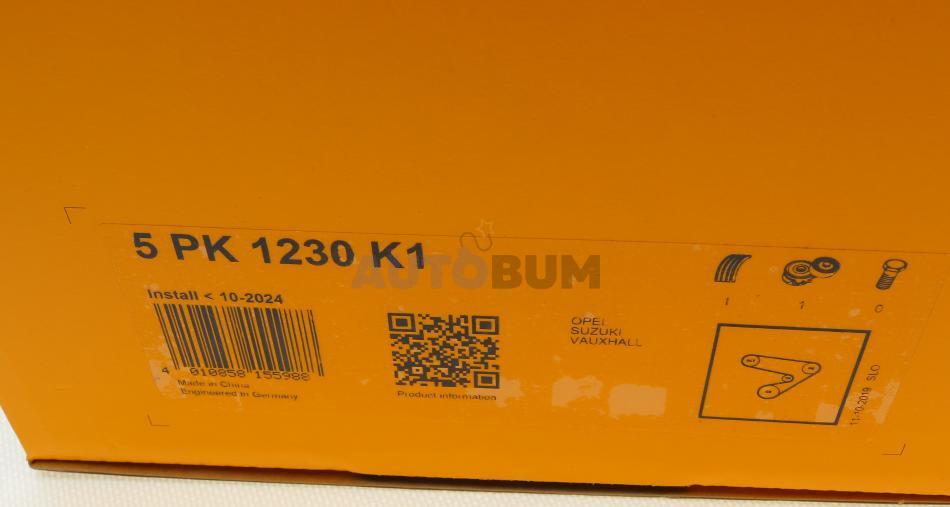 5 PK 1230 K1
AUTOBUM
Install < 10-2024
4 010858 155988
Made in China
Engineered in Germany
Product information
OPEL
SUZUKI
VAUXHALL
1 1 0
11-10-2019 SLO